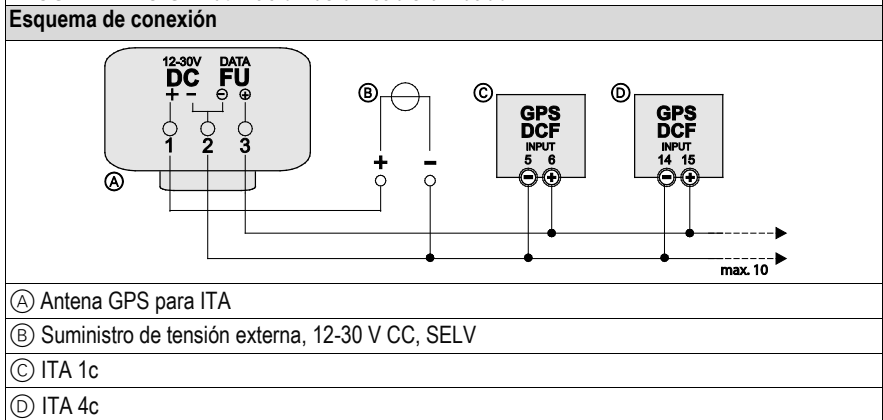 Esquema de conexión
12-30V DATA
DC FU
+ − ⊖ ⊕
1 2 3
Ⓐ
Ⓑ
+ −
Ⓒ
GPS
DCF
INPUT
5 6
− +
Ⓓ
GPS
DCF
INPUT
14 15
− +
max. 10
Ⓐ Antena GPS para ITA
Ⓑ Suministro de tensión externa, 12-30 V CC, SELV
Ⓒ ITA 1c
Ⓓ ITA 4c